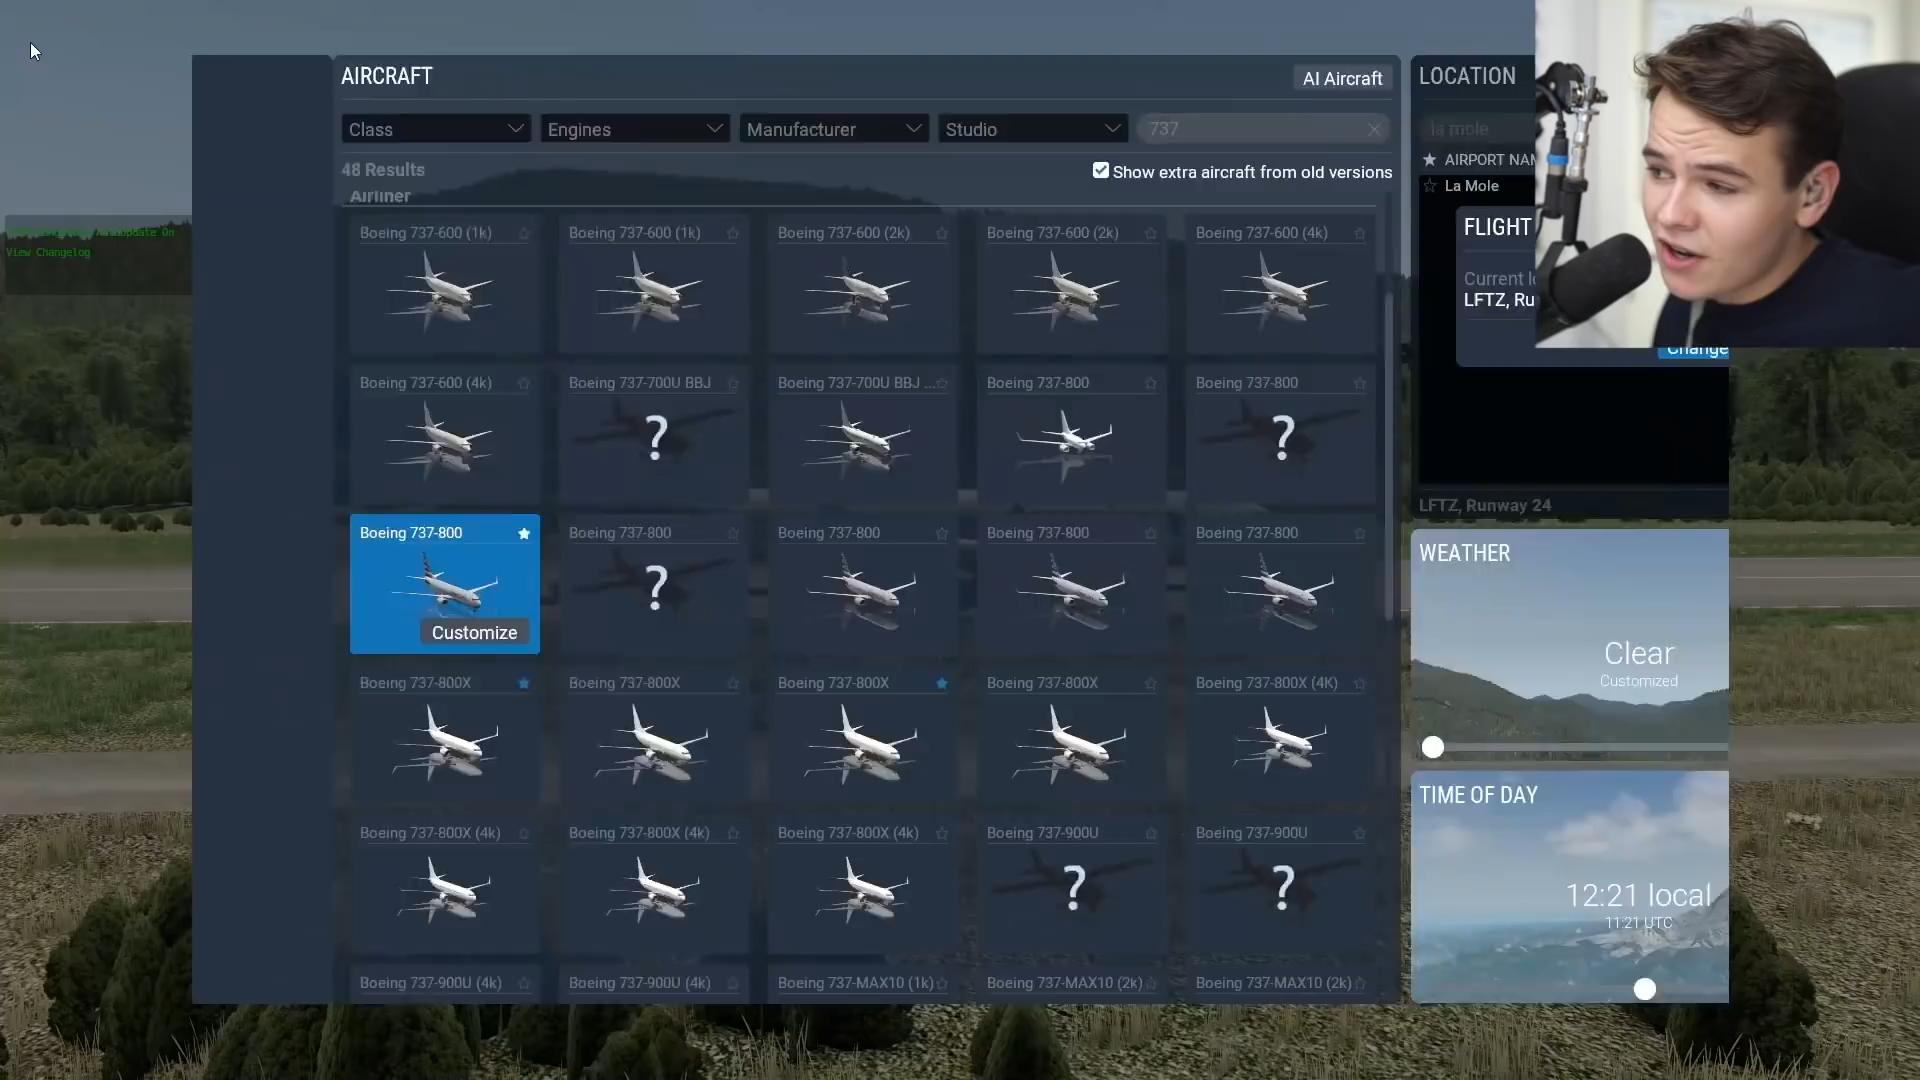 AIRCRAFT
AI Aircraft
Class
Engines
Manufacturer
Studio
737
48 Results
Show extra aircraft from old versions
Airliner
Boeing 737-600 (1k)
Boeing 737-600 (1k)
Boeing 737-600 (2k)
Boeing 737-600 (2k)
Boeing 737-600 (4k)
Boeing 737-600 (4k)
Boeing 737-700U BBJ
Boeing 737-700U BBJ ...
Boeing 737-800
Boeing 737-800
?
?
Boeing 737-800
Boeing 737-800
Boeing 737-800
Boeing 737-800
Boeing 737-800
?
Customize
Boeing 737-800X
Boeing 737-800X
Boeing 737-800X
Boeing 737-800X
Boeing 737-800X (4K)
Boeing 737-800X (4k)
Boeing 737-800X (4k)
Boeing 737-800X (4k)
Boeing 737-900U
Boeing 737-900U
?
?
Boeing 737-900U (4k)
Boeing 737-900U (4k)
Boeing 737-MAX10 (1k)
Boeing 737-MAX10 (2k)
Boeing 737-MAX10 (2k)
View Changelog
LOCATION
la mole
AIRPORT NAM
La Mole
FLIGHT
Current lo
LFTZ, Ru
Change
LFTZ, Runway 24
WEATHER
Clear
Customized
TIME OF DAY
12:21 local
11:21 UTC